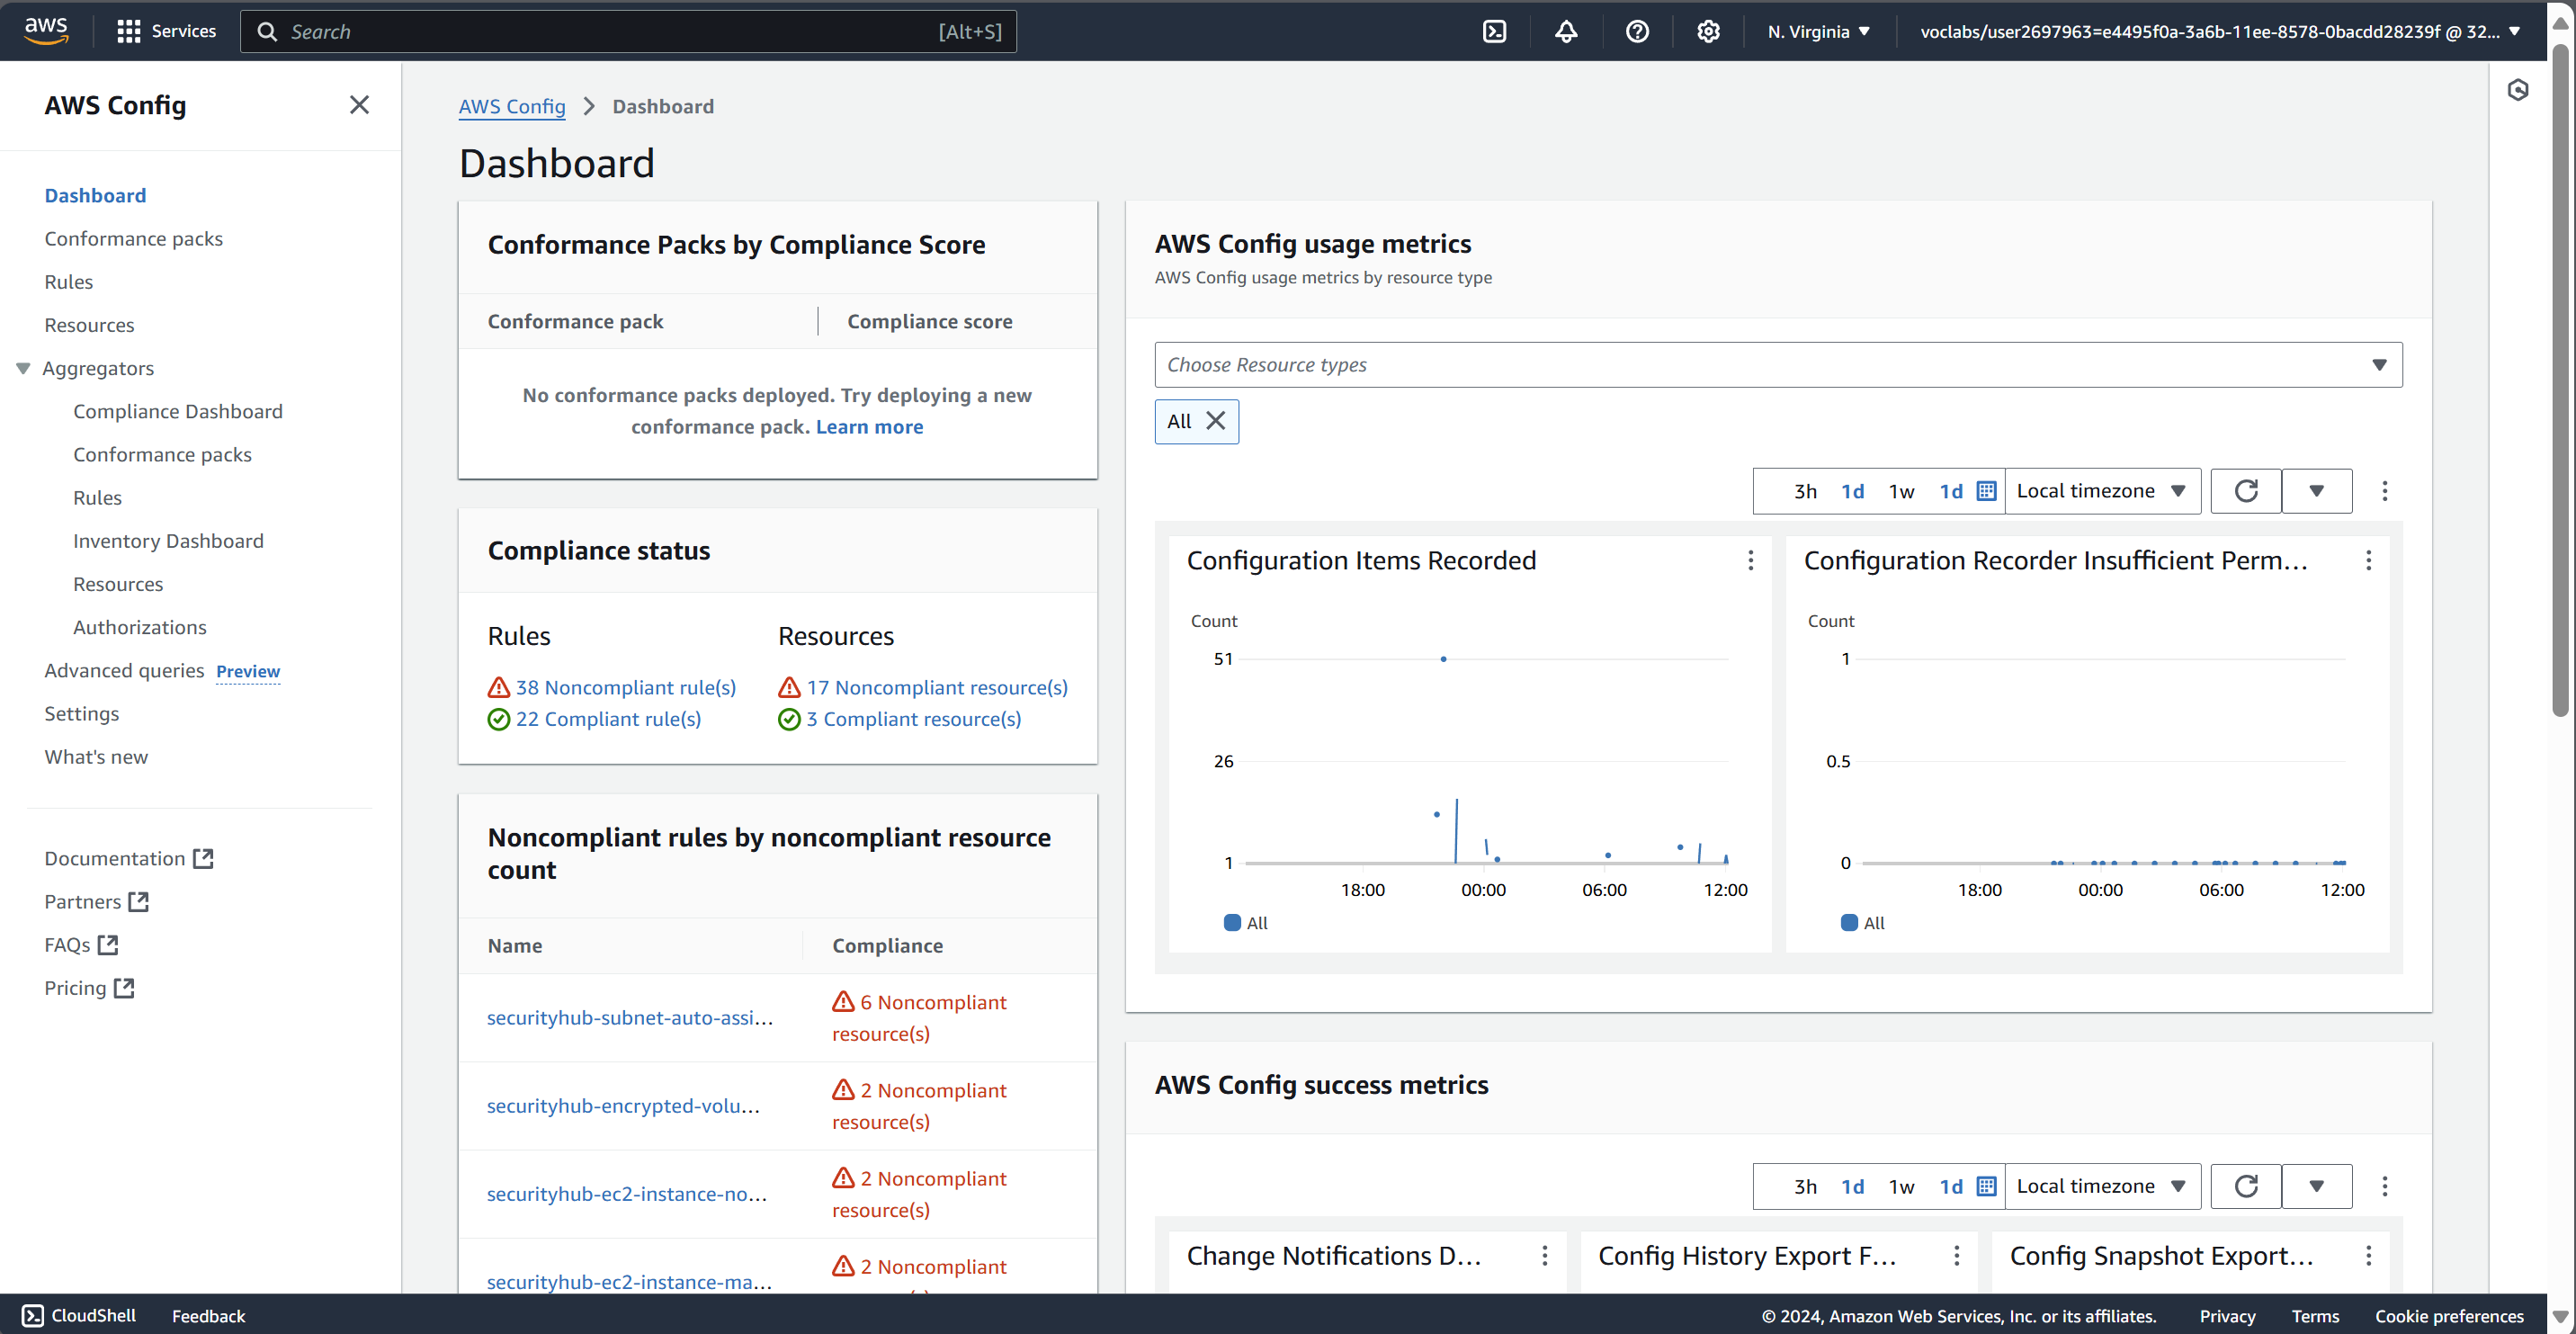 aws
Services
Search
[Alt+S]
N. Virginia
voclabs/user2697963=e4495f0a-3a6b-11ee-8578-0bacdd28239f @ 32...
AWS Config
Dashboard
Conformance packs
Rules
Resources
Aggregators
Compliance Dashboard
Conformance packs
Rules
Inventory Dashboard
Resources
Authorizations
Advanced queries Preview
Settings
What's new
Documentation
Partners
FAQs
Pricing
AWS Config > Dashboard
Dashboard
Conformance Packs by Compliance Score
Conformance pack
Compliance score
No conformance packs deployed. Try deploying a new
conformance pack. Learn more
Compliance status
Rules
38 Noncompliant rule(s)
22 Compliant rule(s)
Resources
17 Noncompliant resource(s)
3 Compliant resource(s)
Noncompliant rules by noncompliant resource
count
Name
Compliance
securityhub-subnet-auto-assi...
6 Noncompliant
resource(s)
securityhub-encrypted-volu...
2 Noncompliant
resource(s)
securityhub-ec2-instance-no...
2 Noncompliant
resource(s)
securityhub-ec2-instance-ma...
2 Noncompliant
AWS Config usage metrics
AWS Config usage metrics by resource type
Choose Resource types
All
3h 1d 1w 1d Local timezone
Configuration Items Recorded
Count
51
26
1
18:00 00:00 06:00 12:00
All
Configuration Recorder Insufficient Perm...
Count
1
0.5
0
18:00 00:00 06:00 12:00
All
AWS Config success metrics
3h 1d 1w 1d Local timezone
Change Notifications D...
Config History Export F...
Config Snapshot Export...
CloudShell
Feedback
© 2024, Amazon Web Services, Inc. or its affiliates.
Privacy
Terms
Cookie preferences